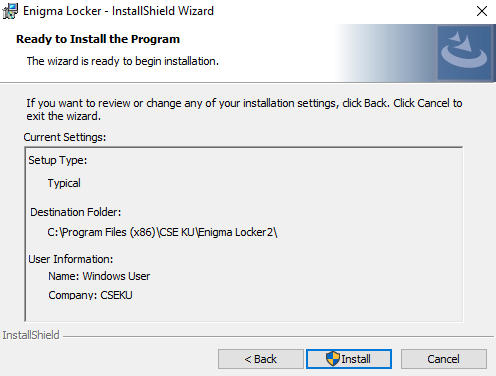 Enigma Locker - InstallShield Wizard
Ready to Install the Program
The wizard is ready to begin installation.
If you want to review or change any of your installation settings, click Back. Click Cancel to
exit the wizard.
Current Settings:
Setup Type:
Typical
Destination Folder:
C:\Program Files (x86)\CSE KU\Enigma Locker2\
User Information:
Name: Windows User
Company: CSEKU
InstallShield
< Back
Install
Cancel